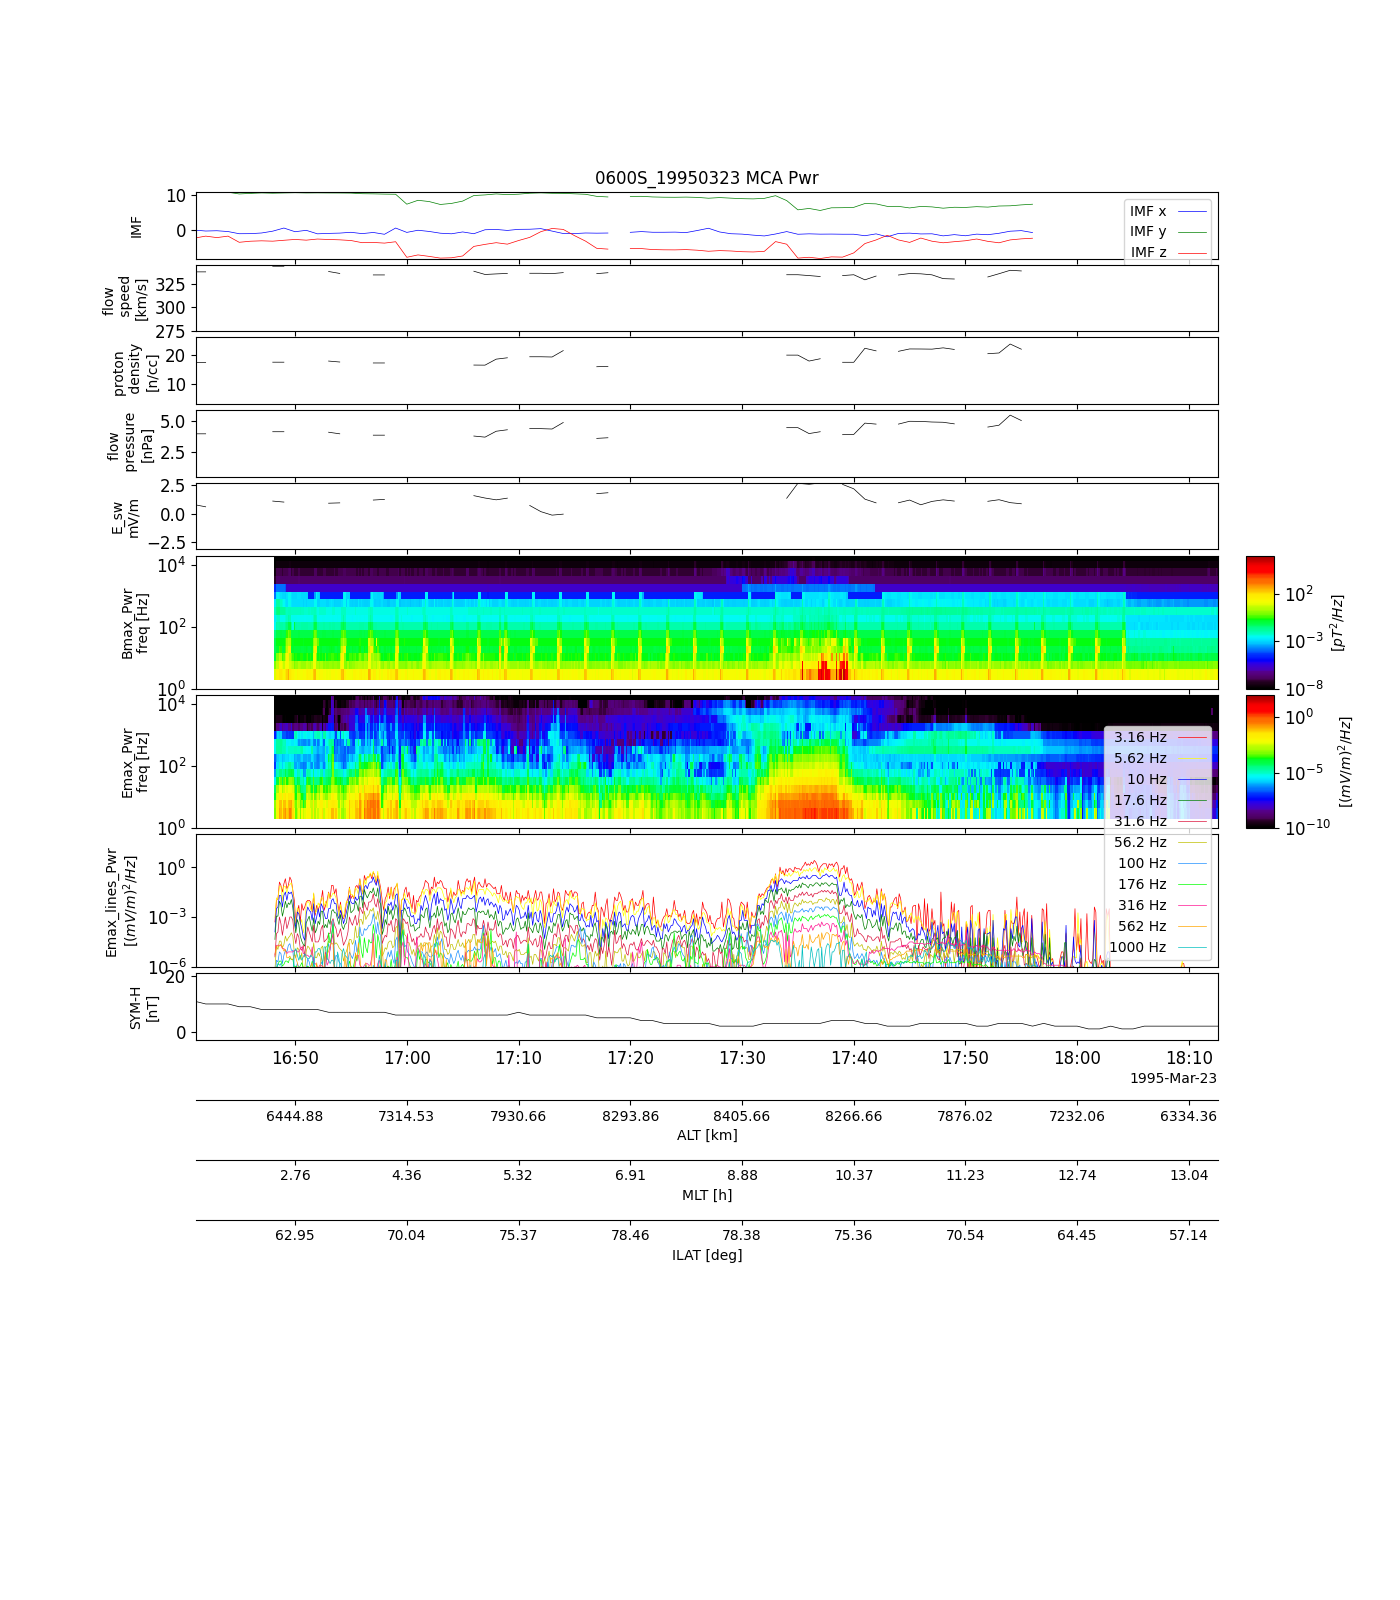 0600S_19950323 MCA Pwr
10
0
IMF
IMF x
IMF y
IMF z
325
300
275
flow
speed
[km/s]
20
10
proton
density
[n/cc]
5.0
2.5
flow
pressure
[nPa]
2.5
0.0
−2.5
E_sw
mV/m
10^4
10^2
10^0
Bmax_Pwr
freq [Hz]
10^2
10^−3
10^−8
[pT^2/Hz]
10^4
10^2
10^0
Emax_Pwr
freq [Hz]
10^0
10^−5
10^−10
[(mV/m)^2/Hz]
3.16 Hz
5.62 Hz
10 Hz
17.6 Hz
31.6 Hz
56.2 Hz
100 Hz
176 Hz
316 Hz
562 Hz
1000 Hz
10^0
10^−3
10^−6
Emax_lines_Pwr
[(mV/m)^2/Hz]
20
0
SYM-H
[nT]
16:50 17:00 17:10 17:20 17:30 17:40 17:50 18:00 18:10
1995-Mar-23
6444.88 7314.53 7930.66 8293.86 8405.66 8266.66 7876.02 7232.06 6334.36
ALT [km]
2.76 4.36 5.32 6.91 8.88 10.37 11.23 12.74 13.04
MLT [h]
62.95 70.04 75.37 78.46 78.38 75.36 70.54 64.45 57.14
ILAT [deg]